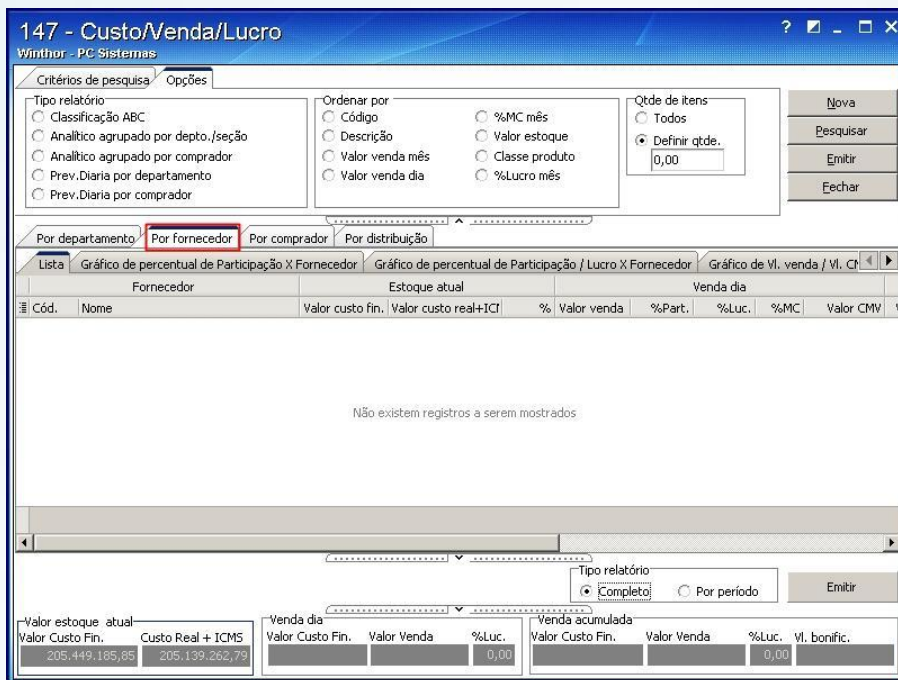 147 - Custo/Venda/Lucro
Winthor - PC Sistemas
Critérios de pesquisa Opções
Tipo relatório
Classificação ABC
Analítico agrupado por depto./seção
Analítico agrupado por comprador
Prev.Diaria por departamento
Prev.Diaria por comprador
Ordenar por
Código %MC mês
Descrição Valor estoque
Valor venda mês Classe produto
Valor venda dia %Lucro mês
Qtde de itens
Todos
Definir qtde.
0,00
Nova
Pesquisar
Emitir
Fechar
Por departamento Por fornecedor Por comprador Por distribuição
Lista Gráfico de percentual de Participação X Fornecedor Gráfico de percentual de Participação / Lucro X Fornecedor Gráfico de Vl. venda / Vl.
Fornecedor Estoque atual Venda dia
Cód. Nome Valor custo fin. Valor custo real+ICM % Valor venda %Part. %Luc. %MC Valor CMV
Não existem registros a serem mostrados
Tipo relatório
Completo Por período Emitir
Valor estoque atual
Valor Custo Fin. Custo Real + ICMS
205.449.185,85 205.139.262,79
Venda dia
Valor Custo Fin. Valor Venda %Luc.
0,00
Venda acumulada
Valor Custo Fin. Valor Venda %Luc. Vl. bonific.
0,00